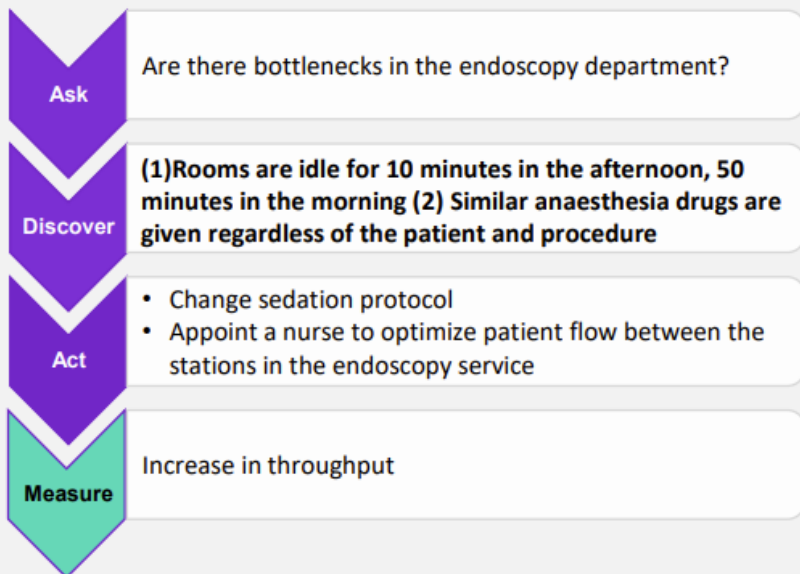 Ask
Are there bottlenecks in the endoscopy department?
Discover
(1)Rooms are idle for 10 minutes in the afternoon, 50
minutes in the morning (2) Similar anaesthesia drugs are
given regardless of the patient and procedure
Act
• Change sedation protocol
• Appoint a nurse to optimize patient flow between the
stations in the endoscopy service
Measure
Increase in throughput